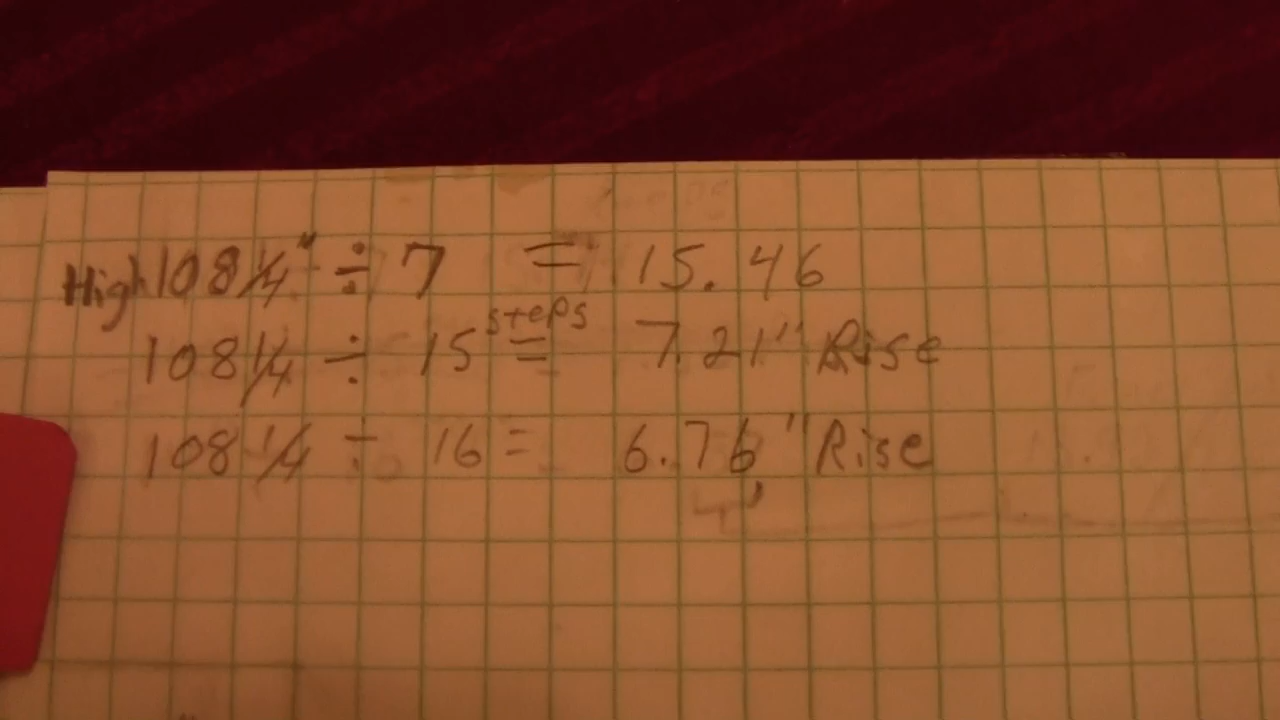 High 108 1/4" ÷ 7 = 15.46
108 1/4 ÷ 15 steps = 7.21" Rise
108 1/4 ÷ 16 = 6.76" Rise